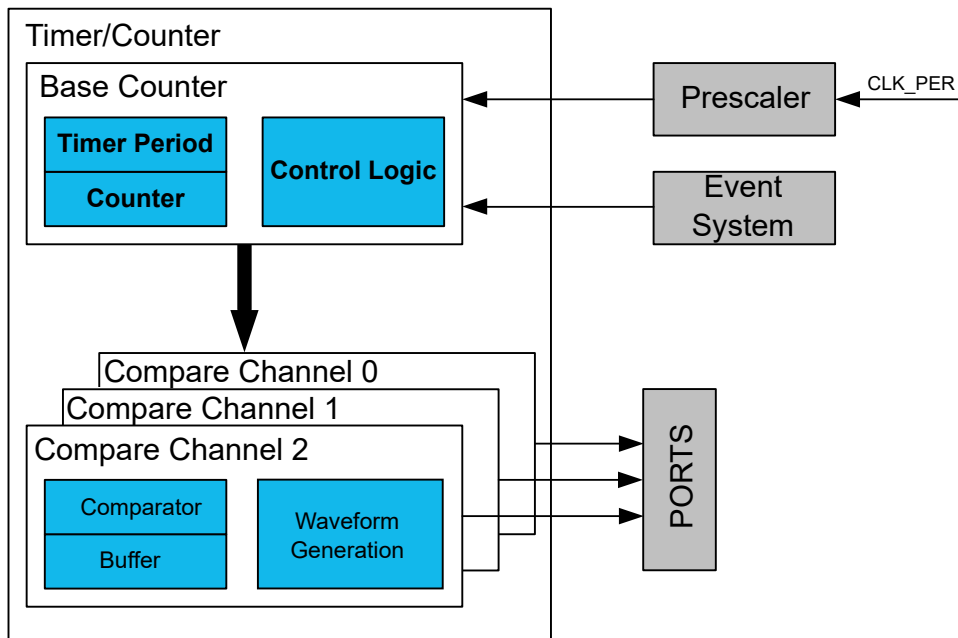 Timer/Counter
Base Counter
Timer Period
Counter
Control Logic
Prescaler
CLK_PER
Event
System
Compare Channel 0
Compare Channel 1
Compare Channel 2
Comparator
Buffer
Waveform
Generation
PORTS